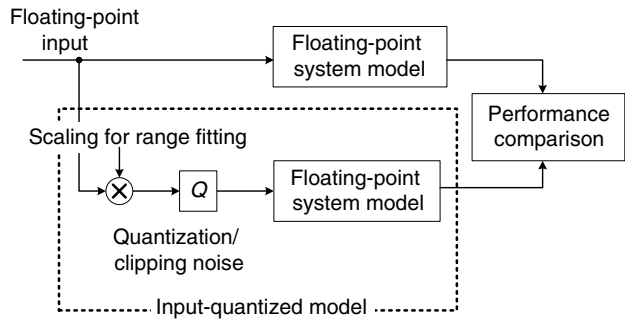 Floating-point
input
Floating-point
system model
Performance
comparison
Scaling for range fitting
Q
Floating-point
system model
Quantization/
clipping noise
Input-quantized model